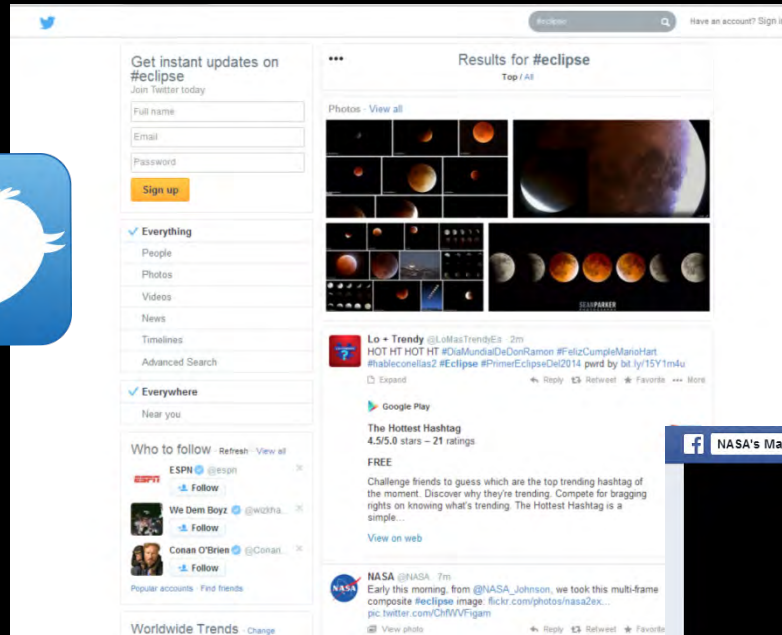 #eclipse
Have an account? Sign in
Get instant updates on
#eclipse
Join Twitter today
Full name
Email
Password
Sign up
Everything
People
Photos
Videos
News
Timelines
Advanced Search
Everywhere
Near you
Who to follow · Refresh · View all
ESPN @espn
Follow
We Dem Boyz @wizkha...
Follow
Conan O'Brien @Conan...
Follow
Popular accounts · Find friends
Worldwide Trends · Change
Results for #eclipse
Top / All
Photos · View all
SEANPARKER
Lo + Trendy @LoMasTrendyEs 2m
HOT HT HOT HT #DiaMundialDeDonRamon #FelizCumpleMarioHart
#hableconellas2 #Eclipse #PrimerEclipseDel2014 pwrd by bit.ly/15Y1m4u
Expand Reply Retweet Favorite More
Google Play
The Hottest Hashtag
4.5/5.0 stars – 21 ratings
FREE
Challenge friends to guess which are the top trending hashtag of
the moment. Discover why they're trending. Compete for bragging
rights on knowing what's trending. The Hottest Hashtag is a
simple...
View on web
NASA @NASA 7m
Early this morning, from @NASA_Johnson, we took this multi-frame
composite #eclipse image: flickr.com/photos/nasa2ex...
pic.twitter.com/ChfWVFigam
View photo Reply Retweet Favorite
NASA
f NASA's Ma